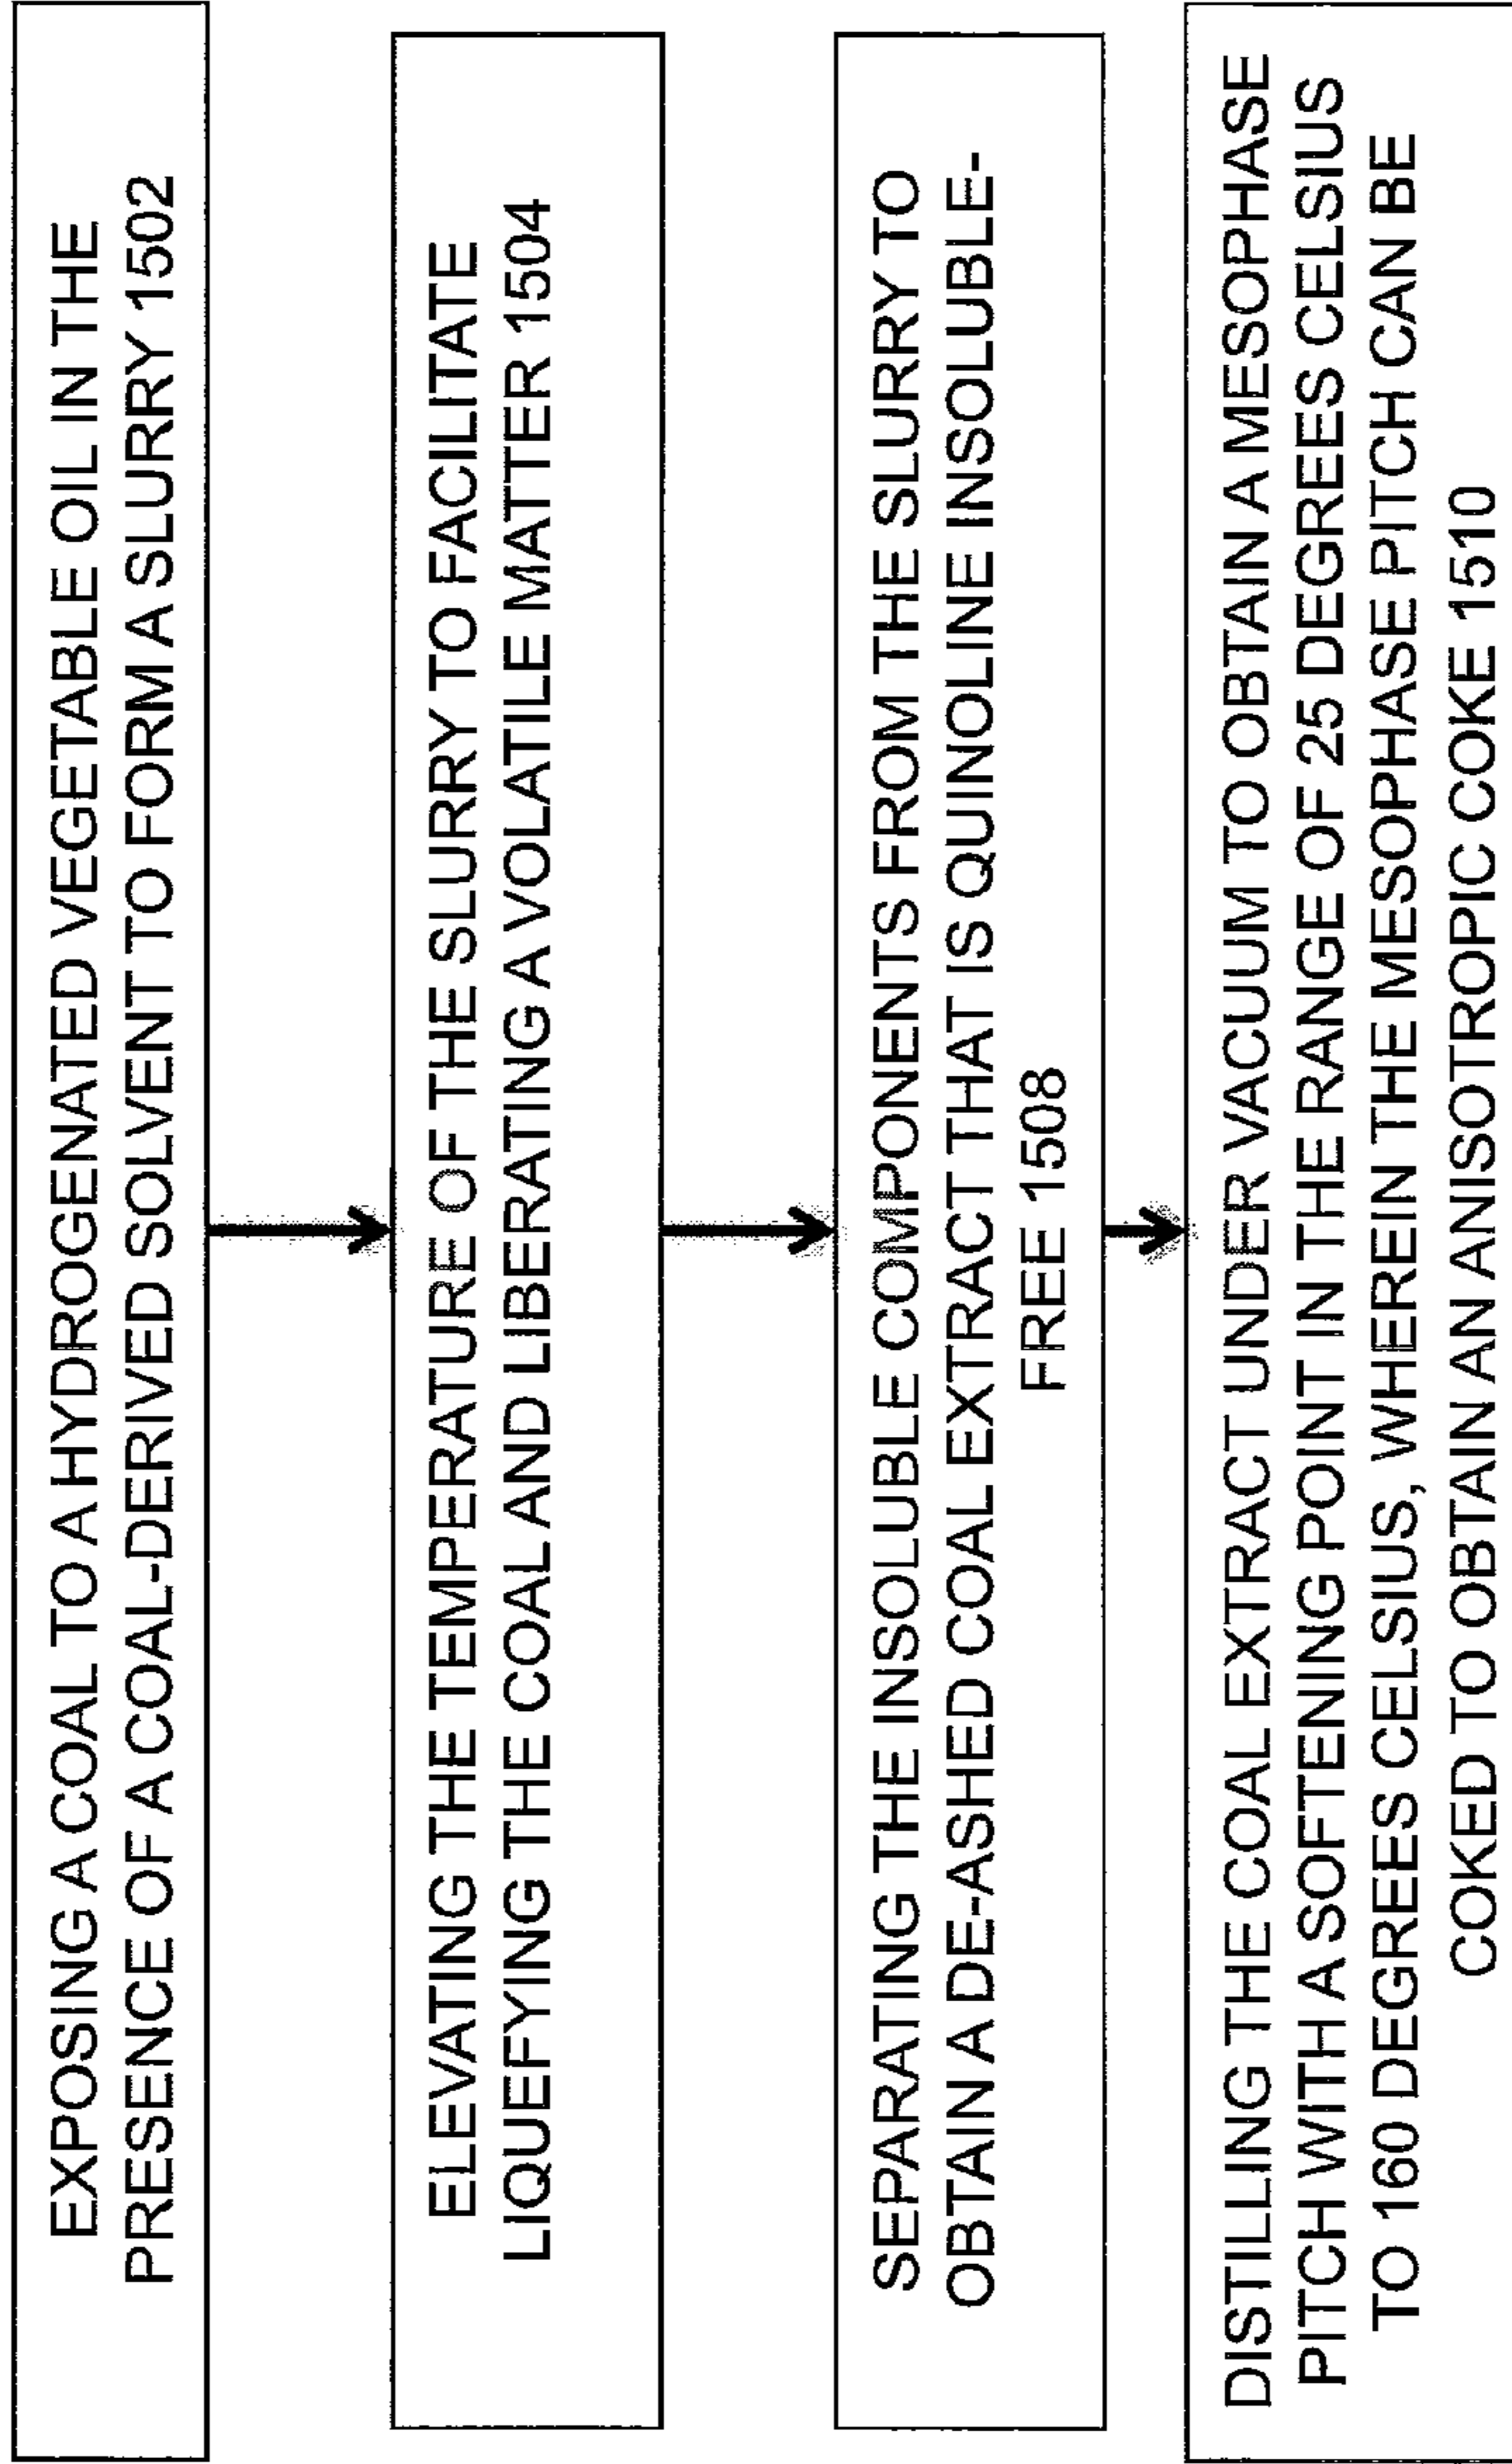 EXPOSING A COAL TO A HYDROGENATED VEGETABLE OIL IN THE
PRESENCE OF A COAL-DERIVED SOLVENT TO FORM A SLURRY 1502
ELEVATING THE TEMPERATURE OF THE SLURRY TO FACILITATE
LIQUEFYING THE COAL AND LIBERATING A VOLATILE MATTER 1504
SEPARATING THE INSOLUBLE COMPONENTS FROM THE SLURRY TO
OBTAIN A DE-ASHED COAL EXTRACT THAT IS QUINOLINE INSOLUBLE-
FREE 1508
DISTILLING THE COAL EXTRACT UNDER VACUUM TO OBTAIN A MESOPHASE
PITCH WITH A SOFTENING POINT IN THE RANGE OF 25 DEGREES CELSIUS
TO 160 DEGREES CELSIUS, WHEREIN THE MESOPHASE PITCH CAN BE
COKED TO OBTAIN AN ANISOTROPIC COKE 1510